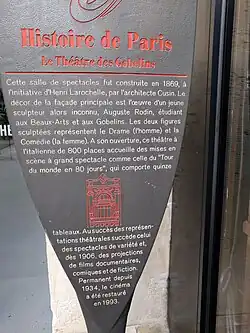 Histoire de Paris
Le Théâtre des Gobelins
Cette salle de spectacles fut construite en 1869, à
l'initiative d'Henri Larochelle, par l'architecte Cusin. Le
décor de la façade principale est l'œuvre d'un jeune
sculpteur alors inconnu, Auguste Rodin, étudiant
aux Beaux-Arts et aux Gobelins. Les deux figures
sculptées représentent le Drame (l'homme) et la
Comédie (la femme). A son ouverture, ce théâtre à
l'italienne de 800 places accueille des mises en
scène à grand spectacle comme celle du "Tour
du monde en 80 jours", qui comporte quinze
tableaux. Au succès des représen-
tations théâtrales succède celui
des spectacles de variété et,
dès 1906, des projections
de films documentaires,
comiques et de fiction.
Permanent depuis
1934, le cinéma
a été restauré
en 1993.